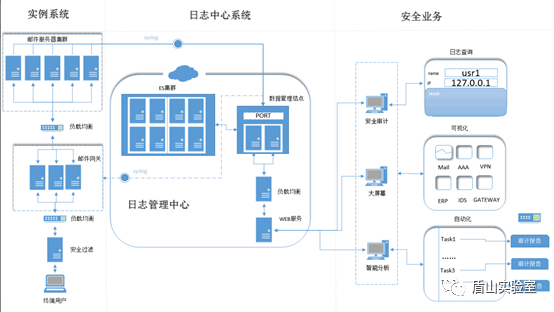 实例系统
日志中心系统
安全业务
邮件服务器集群
syslog
负载均衡
邮件网关
负载均衡
安全过滤
终端用户
ES集群
数据管理结点
PORT
syslog
负载均衡
日志管理中心
WEB服务
安全审计
大屏幕
智能分析
日志查询
name
usr1
ip
127.0.0.1
result
可视化
Mail
AAA
VPN
ERP
IDS
GATEWAY
自动化
Task1
......
Task3
审计报告
审计报告
审计报告
盾山实验室